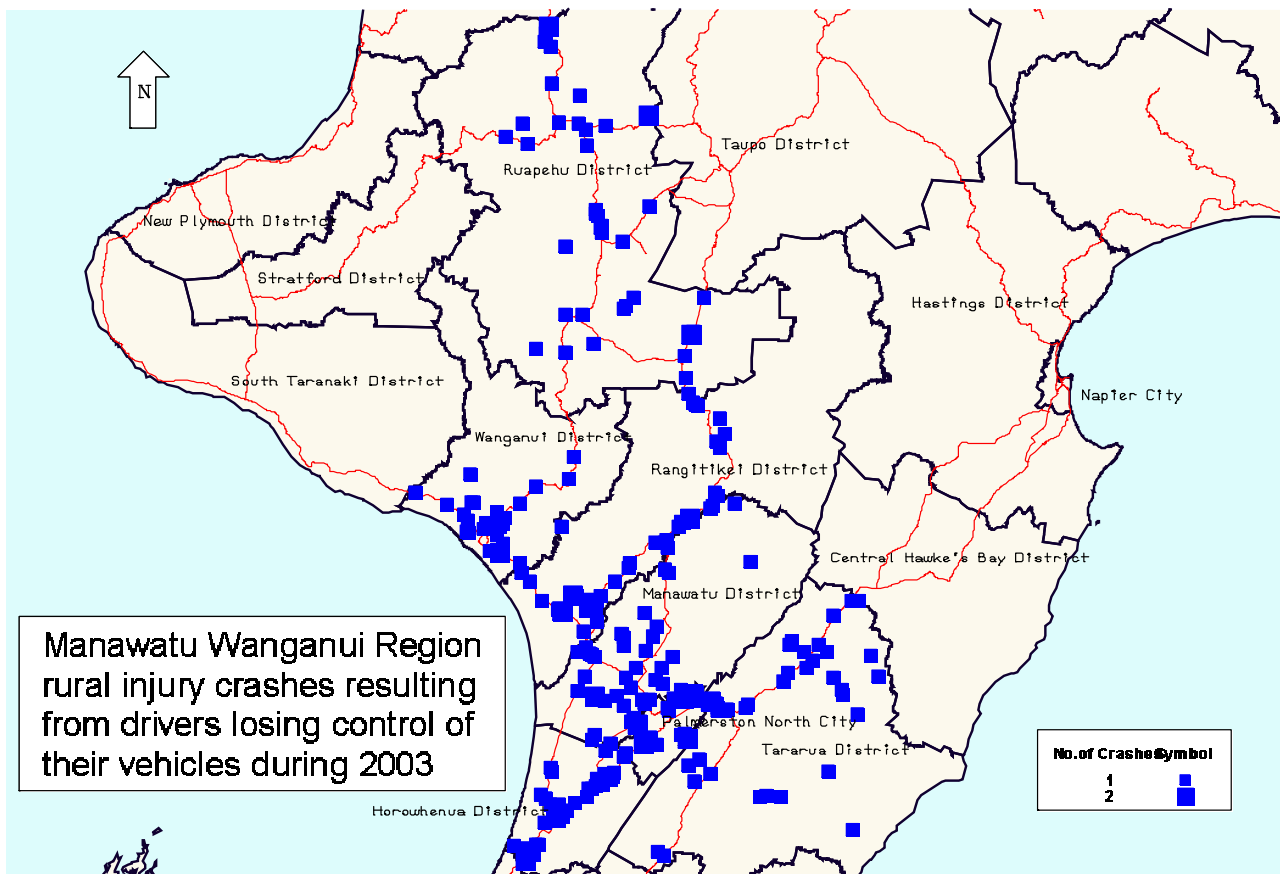 N
Taupo District
Ruapehu District
New Plymouth District
Stratford District
Hastings District
South Taranaki District
Napier City
Wanganui District
Rangitikei District
Central Hawke's Bay District
Manawatu District
Manawatu Wanganui Region
rural injury crashes resulting
from drivers losing control of
their vehicles during 2003
Palmerston North City
Tararua District
Horowhenua District
No.of Crashes Symbol
1
2